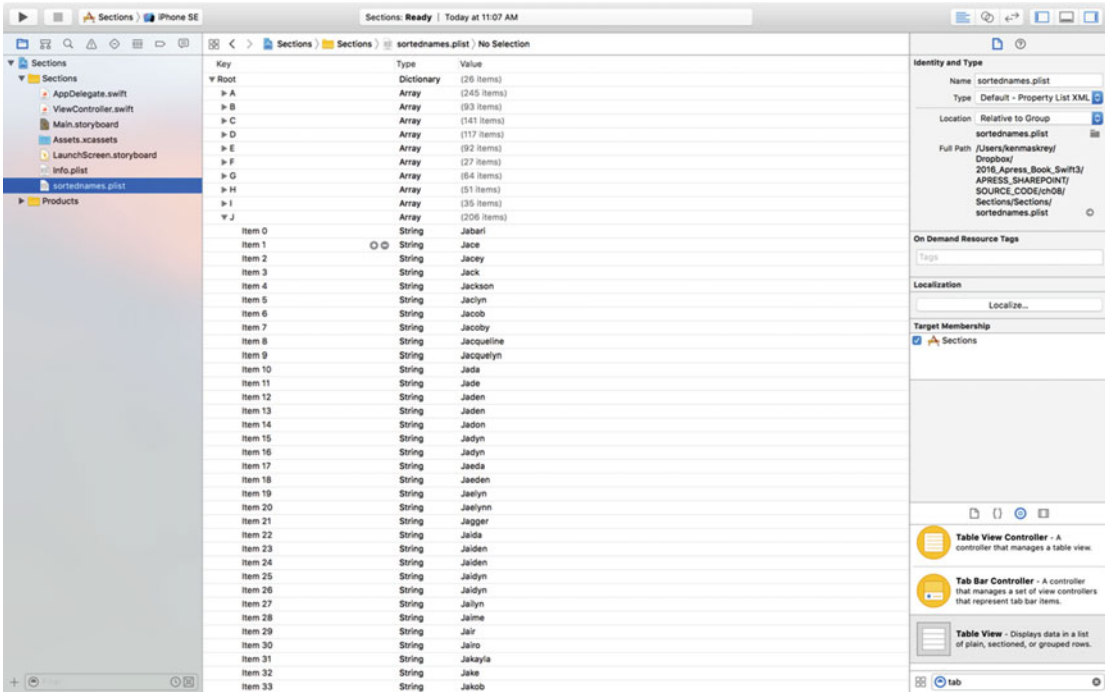 Sections 〉 iPhone SE
Sections: Ready | Today at 11:07 AM
Sections 〉 Sections 〉 sortednames.plist 〉 No Selection
Sections
Sections
AppDelegate.swift
ViewController.swift
Main.storyboard
Assets.xcassets
LaunchScreen.storyboard
Info.plist
sortednames.plist
Products
Key Type Value
Root Dictionary (26 items)
A Array (245 items)
B Array (93 items)
C Array (141 items)
D Array (117 items)
E Array (92 items)
F Array (27 items)
G Array (64 items)
H Array (51 items)
I Array (35 items)
J Array (206 items)
Item 0 String Jabari
Item 1 String Jace
Item 2 String Jacey
Item 3 String Jack
Item 4 String Jackson
Item 5 String Jaclyn
Item 6 String Jacob
Item 7 String Jacoby
Item 8 String Jacqueline
Item 9 String Jacquelyn
Item 10 String Jada
Item 11 String Jade
Item 12 String Jaden
Item 13 String Jaden
Item 14 String Jadon
Item 15 String Jadyn
Item 16 String Jadyn
Item 17 String Jaeda
Item 18 String Jaeden
Item 19 String Jaelyn
Item 20 String Jaelynn
Item 21 String Jagger
Item 22 String Jaida
Item 23 String Jaiden
Item 24 String Jaiden
Item 25 String Jaidyn
Item 26 String Jaidyn
Item 27 String Jailyn
Item 28 String Jaime
Item 29 String Jair
Item 30 String Jairo
Item 31 String Jakayla
Item 32 String Jake
Item 33 String Jakob
Identity and Type
Name sortednames.plist
Type Default - Property List XML
Location Relative to Group
sortednames.plist
Full Path /Users/kenmaskrey/
Dropbox/
2016_Apress_Book_Swift3/
APRESS_SHAREPOINT/
SOURCE_CODE/ch08/
Sections/Sections/
sortednames.plist
On Demand Resource Tags
Tags
Localization
Localize...
Target Membership
Sections
Table View Controller - A
controller that manages a table view.
Tab Bar Controller - A controller
that manages a set of view controllers
that represent tab bar items.
Table View - Displays data in a list
of plain, sectioned, or grouped rows.
tab